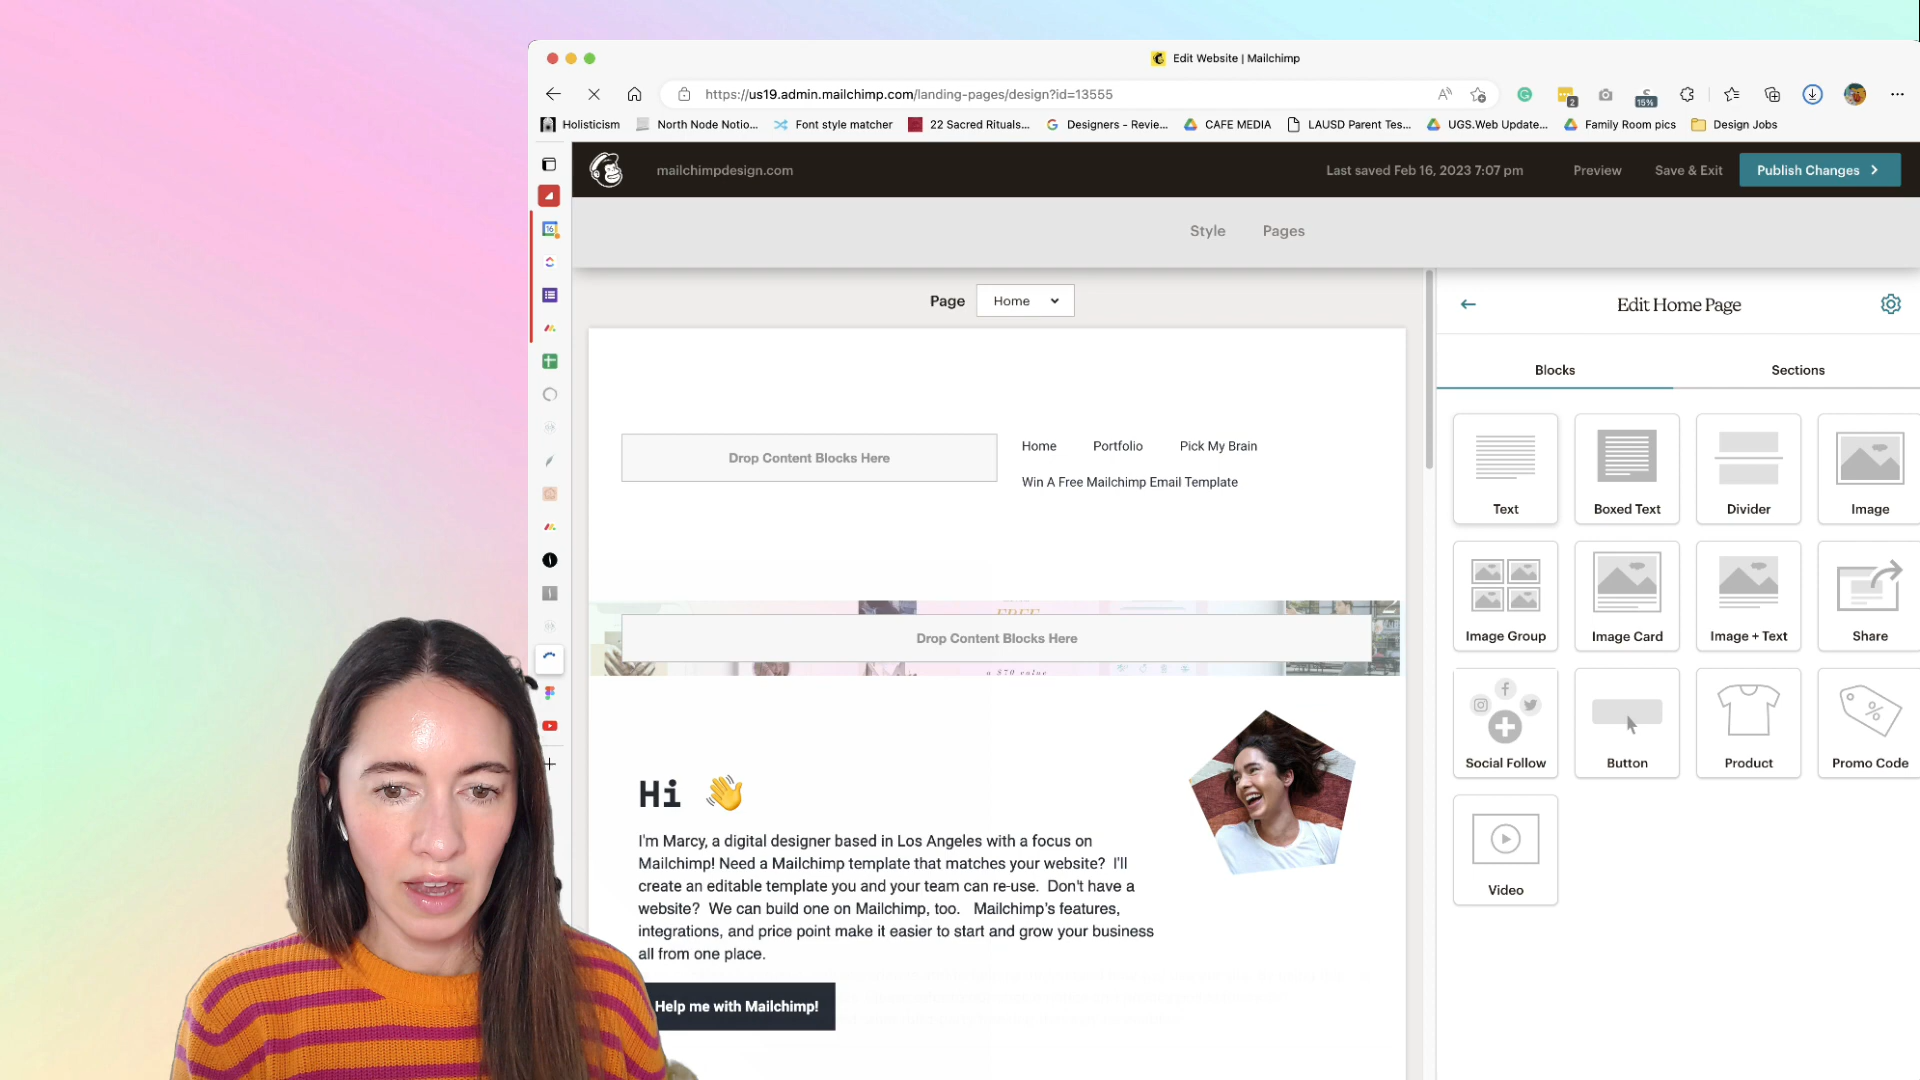 Edit Website | Mailchimp
https://us19.admin.mailchimp.com/landing-pages/design?id=13555
2
15%
Holisticism
North Node Notio...
Font style matcher
22 Sacred Rituals...
Designers - Revie...
CAFE MEDIA
LAUSD Parent Tes...
UGS.Web Update...
Family Room pics
Design Jobs
mailchimpdesign.com
Last saved Feb 16, 2023 7:07 pm
Preview
Save & Exit
Publish Changes
Style
Pages
16
Page
Home
Edit Home Page
Blocks
Sections
Drop Content Blocks Here
Home
Portfolio
Pick My Brain
Win A Free Mailchimp Email Template
Text
Boxed Text
Divider
Image
Image Group
Image Card
Image + Text
Share
FREE
Drop Content Blocks Here
a $70 value
Social Follow
Button
Product
Promo Code
Video
Hi 👋
I'm Marcy, a digital designer based in Los Angeles with a focus on
Mailchimp! Need a Mailchimp template that matches your website? I'll
create an editable template you and your team can re-use. Don't have a
website? We can build one on Mailchimp, too. Mailchimp's features,
integrations, and price point make it easier to start and grow your business
all from one place.
Help me with Mailchimp!